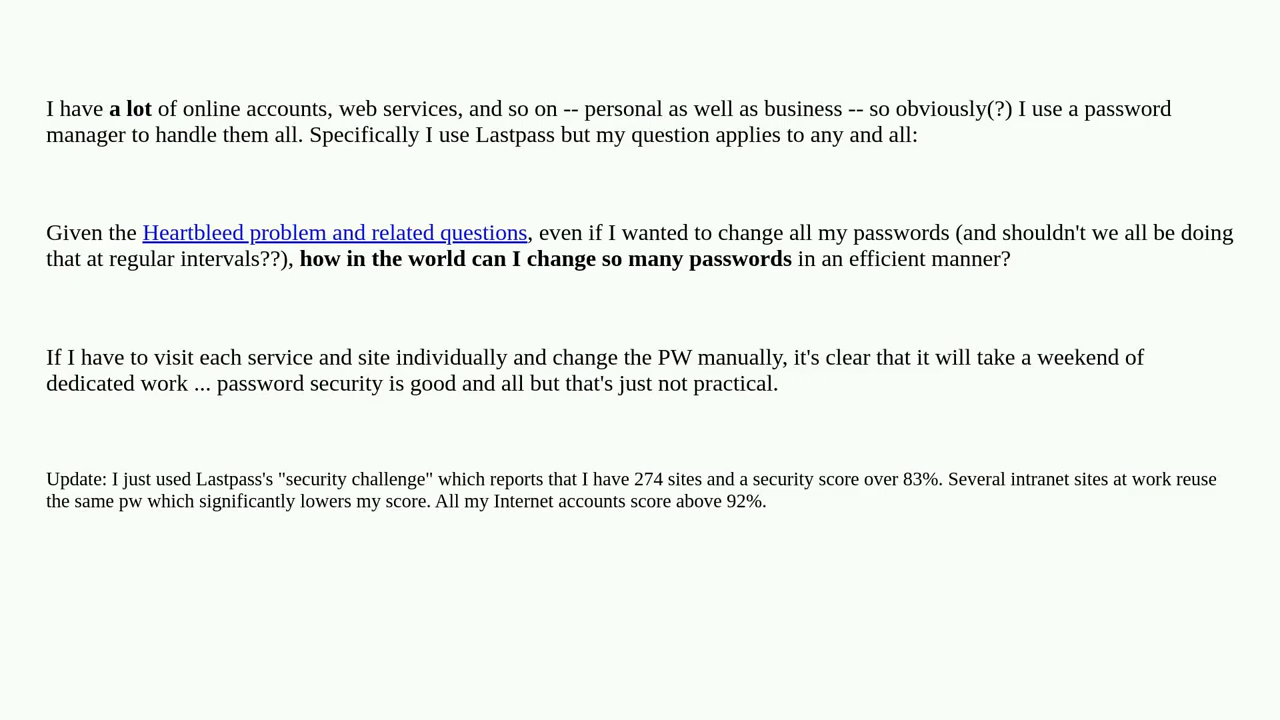 I have a lot of online accounts, web services, and so on -- personal as well as business -- so obviously(?) I use a password
manager to handle them all. Specifically I use Lastpass but my question applies to any and all:
Given the Heartbleed problem and related questions, even if I wanted to change all my passwords (and shouldn't we all be doing
that at regular intervals??), how in the world can I change so many passwords in an efficient manner?
If I have to visit each service and site individually and change the PW manually, it's clear that it will take a weekend of
dedicated work ... password security is good and all but that's just not practical.
Update: I just used Lastpass's "security challenge" which reports that I have 274 sites and a security score over 83%. Several intranet sites at work reuse
the same pw which significantly lowers my score. All my Internet accounts score above 92%.